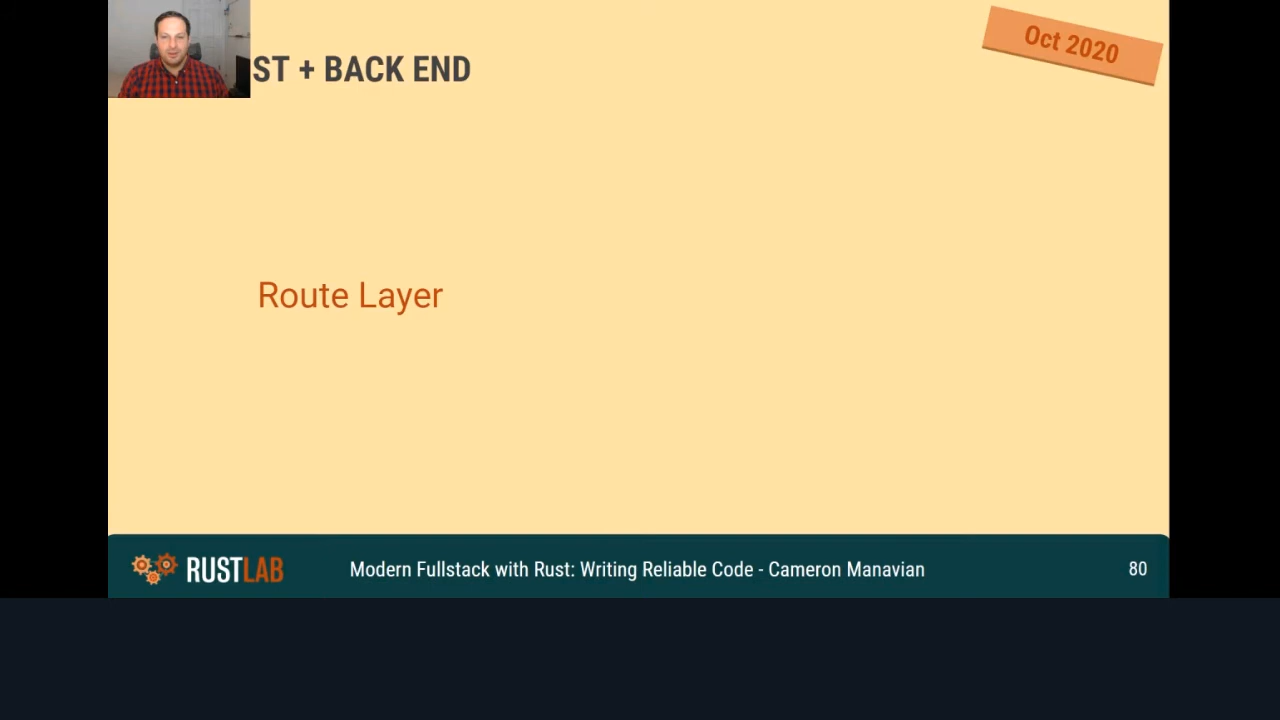 ST + BACK END
Oct 2020
Route Layer
RUSTLAB
Modern Fullstack with Rust: Writing Reliable Code - Cameron Manavian
80